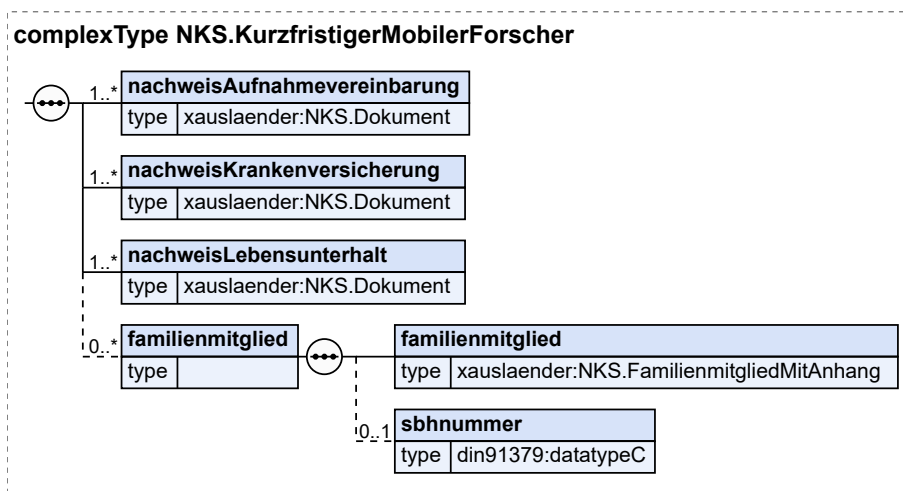 complexType NKS.KurzfristigerMobilerForscher
1..*
nachweisAufnahmevereinbarung
type xauslaender:NKS.Dokument
1..*
nachweisKrankenversicherung
type xauslaender:NKS.Dokument
1..*
nachweisLebensunterhalt
type xauslaender:NKS.Dokument
0..*
familienmitglied
type
familienmitglied
type xauslaender:NKS.FamilienmitgliedMitAnhang
0..1
sbhnummer
type din91379:datatypeC